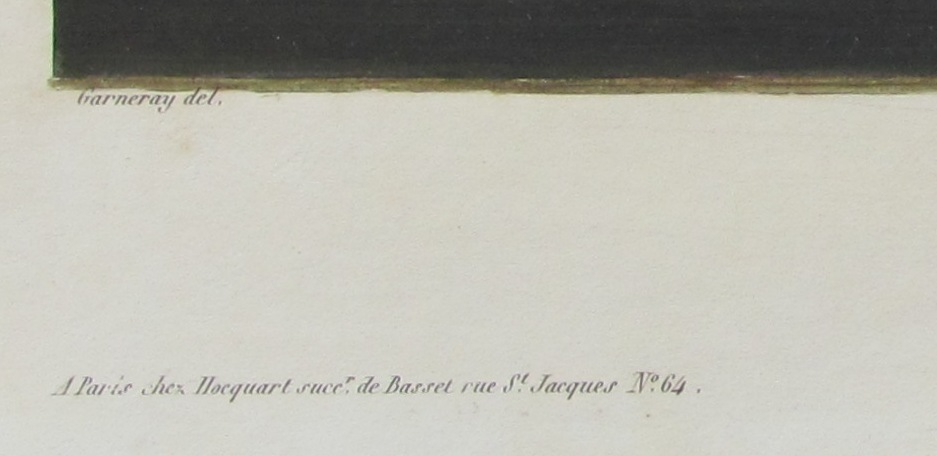 Garneray del.
A Paris chez Hocquart succr. de Basset rue St. Jacques No. 64 .